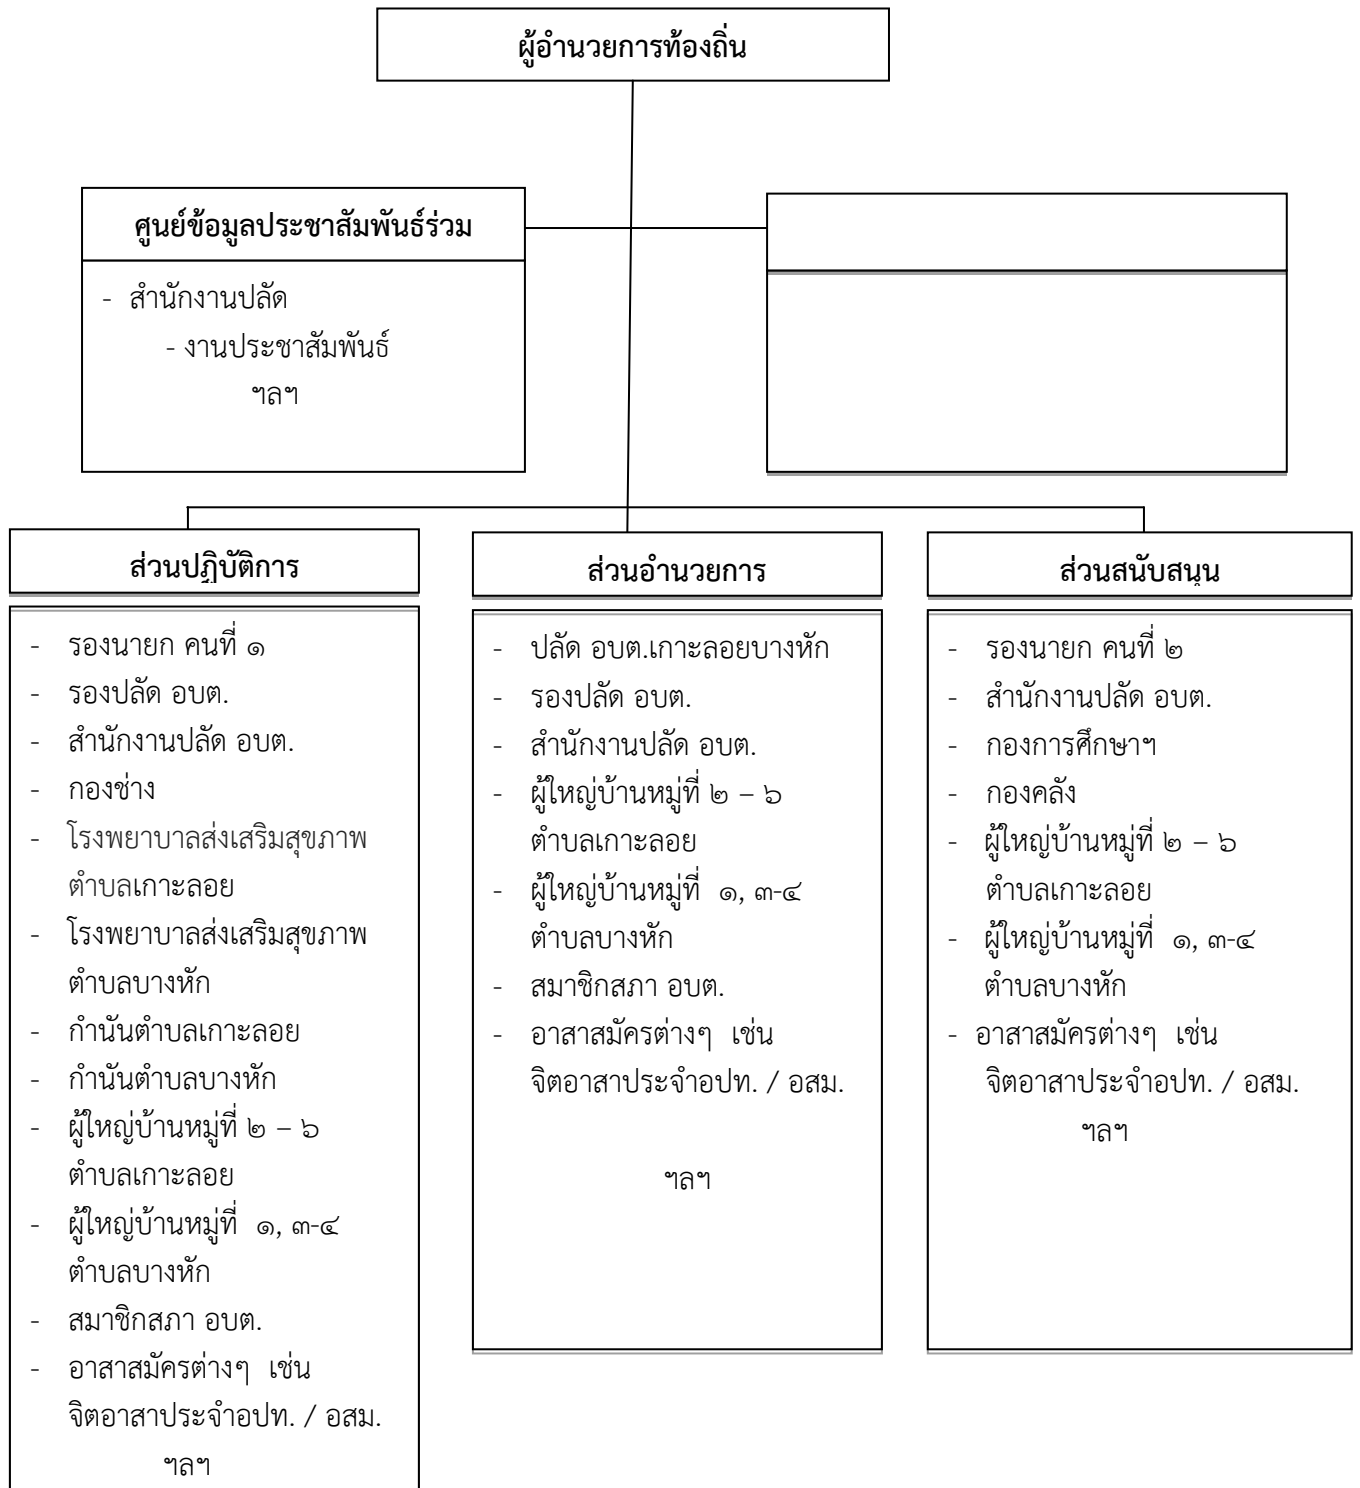 ผู้อำนวยการท้องถิ่น
ศูนย์ข้อมูลประชาสัมพันธ์ร่วม
- สำนักงานปลัด
- งานประชาสัมพันธ์
ฯลฯ
ส่วนปฏิบัติการ
- รองนายก คนที่ ๑
- รองปลัด อบต.
- สำนักงานปลัด อบต.
- กองช่าง
- โรงพยาบาลส่งเสริมสุขภาพ
ตำบลเกาะลอย
- โรงพยาบาลส่งเสริมสุขภาพ
ตำบลบางหัก
- กำนันตำบลเกาะลอย
- กำนันตำบลบางหัก
- ผู้ใหญ่บ้านหมู่ที่ ๒ – ๖
ตำบลเกาะลอย
- ผู้ใหญ่บ้านหมู่ที่ ๑, ๓-๔
ตำบลบางหัก
- สมาชิกสภา อบต.
- อาสาสมัครต่างๆ เช่น
จิตอาสาประจำอปท. / อสม.
ฯลฯ
ส่วนอำนวยการ
- ปลัด อบต.เกาะลอยบางหัก
- รองปลัด อบต.
- สำนักงานปลัด อบต.
- ผู้ใหญ่บ้านหมู่ที่ ๒ – ๖
ตำบลเกาะลอย
- ผู้ใหญ่บ้านหมู่ที่ ๑, ๓-๔
ตำบลบางหัก
- สมาชิกสภา อบต.
- อาสาสมัครต่างๆ เช่น
จิตอาสาประจำอปท. / อสม.
ฯลฯ
ส่วนสนับสนุน
- รองนายก คนที่ ๒
- สำนักงานปลัด อบต.
- กองการศึกษาฯ
- กองคลัง
- ผู้ใหญ่บ้านหมู่ที่ ๒ – ๖
ตำบลเกาะลอย
- ผู้ใหญ่บ้านหมู่ที่ ๑, ๓-๔
ตำบลบางหัก
- อาสาสมัครต่างๆ เช่น
จิตอาสาประจำอปท. / อสม.
ฯลฯ